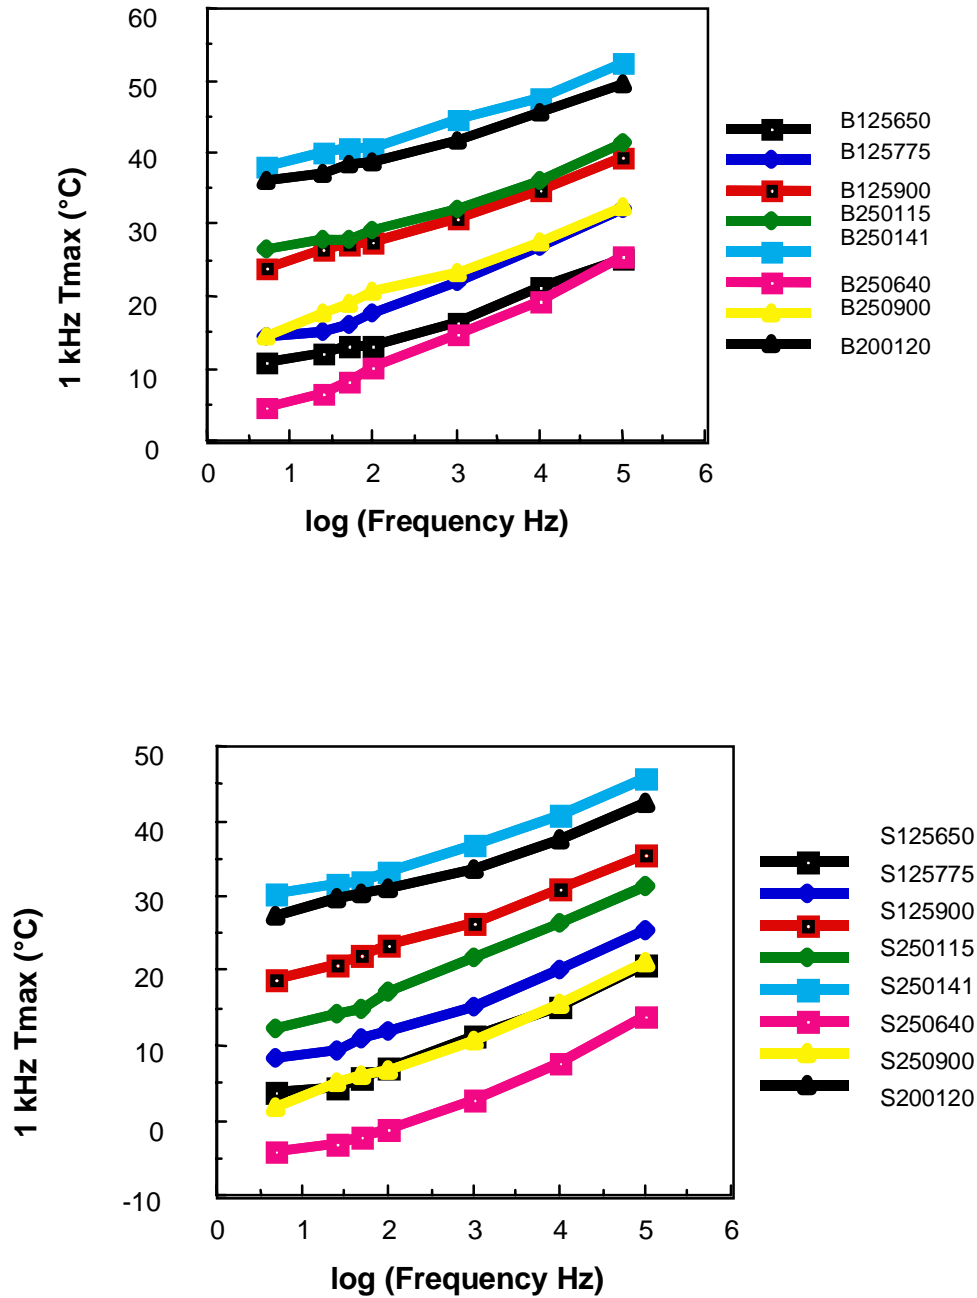 60
50
40
30
20
10
0
1 kHz Tmax (°C)
0 1 2 3 4 5 6
log (Frequency Hz)
B125650
B125775
B125900
B250115
B250141
B250640
B250900
B200120
50
40
30
20
10
0
-10
1 kHz Tmax (°C)
0 1 2 3 4 5 6
log (Frequency Hz)
S125650
S125775
S125900
S250115
S250141
S250640
S250900
S200120